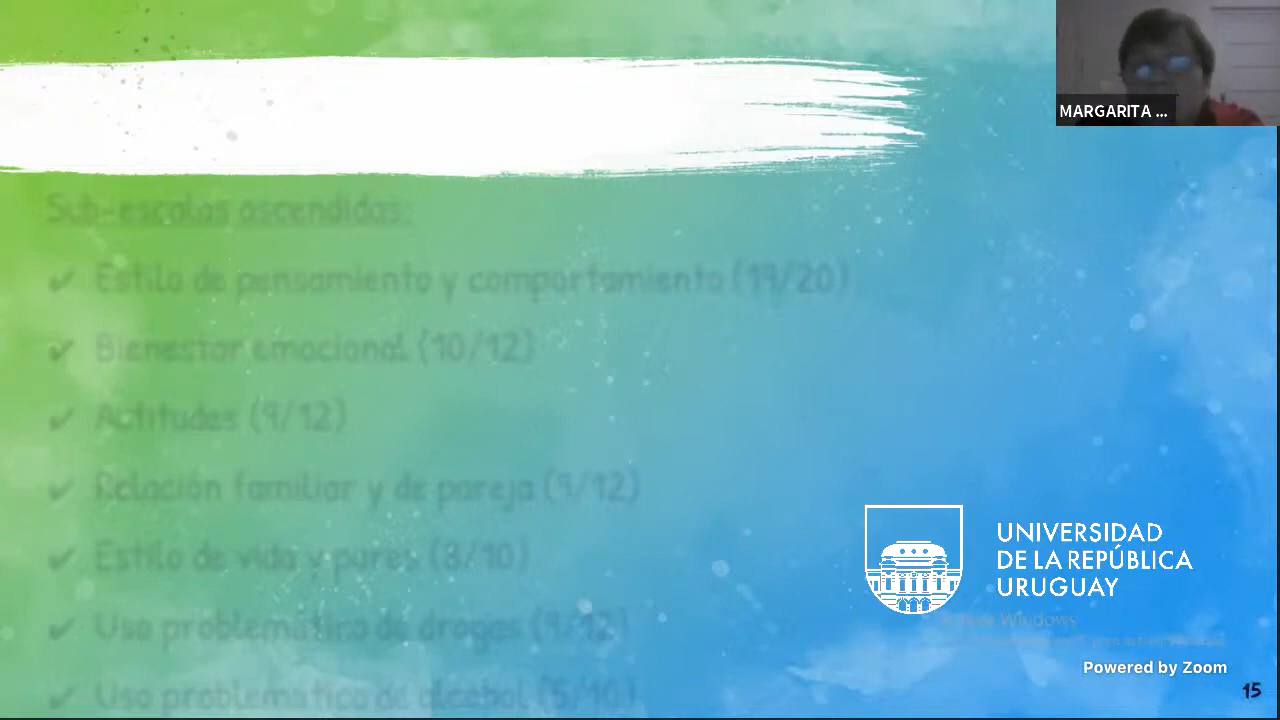 MARGARITA ...
Sub-escalas ascendidas:
✔ Estilo de pensamiento y comportamiento (19/20)
✔ Bienestar emocional (10/12)
✔ Actitudes (9/12)
✔ Relación familiar y de pareja (9/12)
✔ Estilo de vida y pares (8/10)
✔ Uso problemático de drogas (9/12)
✔ Uso problemático de alcohol (6/10)
UNIVERSIDAD
DE LA REPÚBLICA
URUGUAY
Windows
Powered by Zoom
15